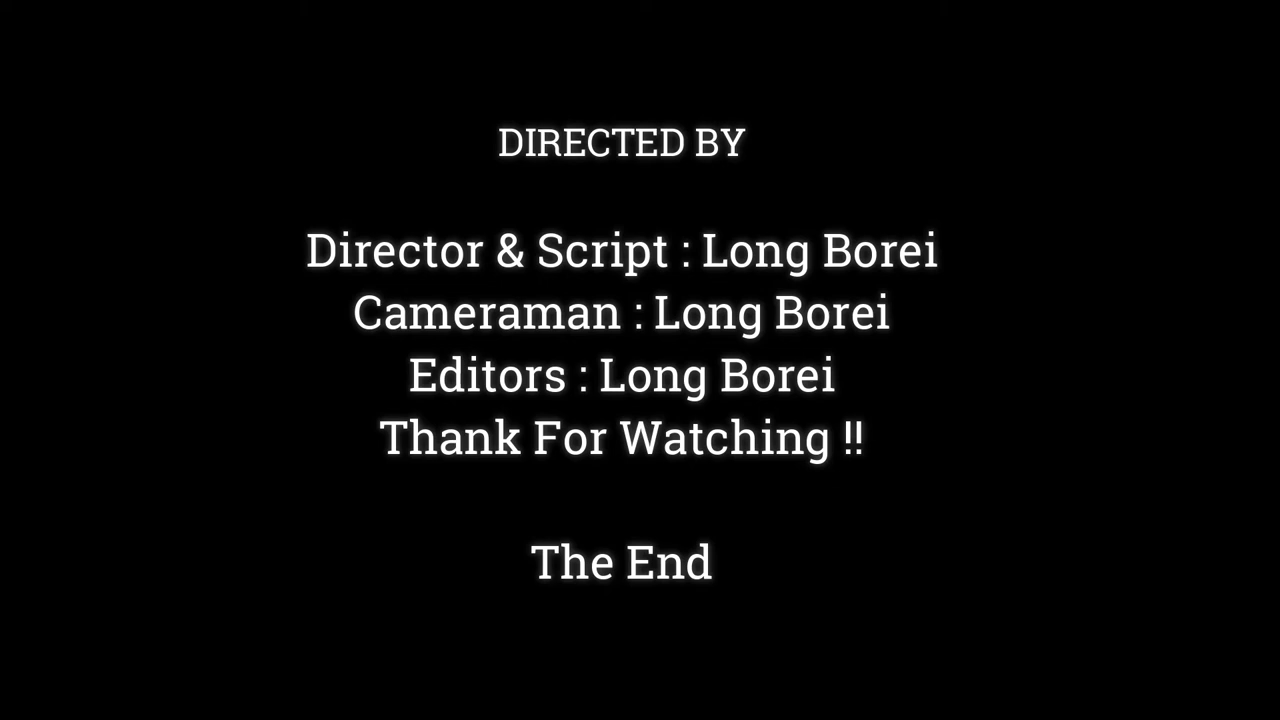 DIRECTED BY
Director & Script : Long Borei
Cameraman : Long Borei
Editors : Long Borei
Thank For Watching !!
The End